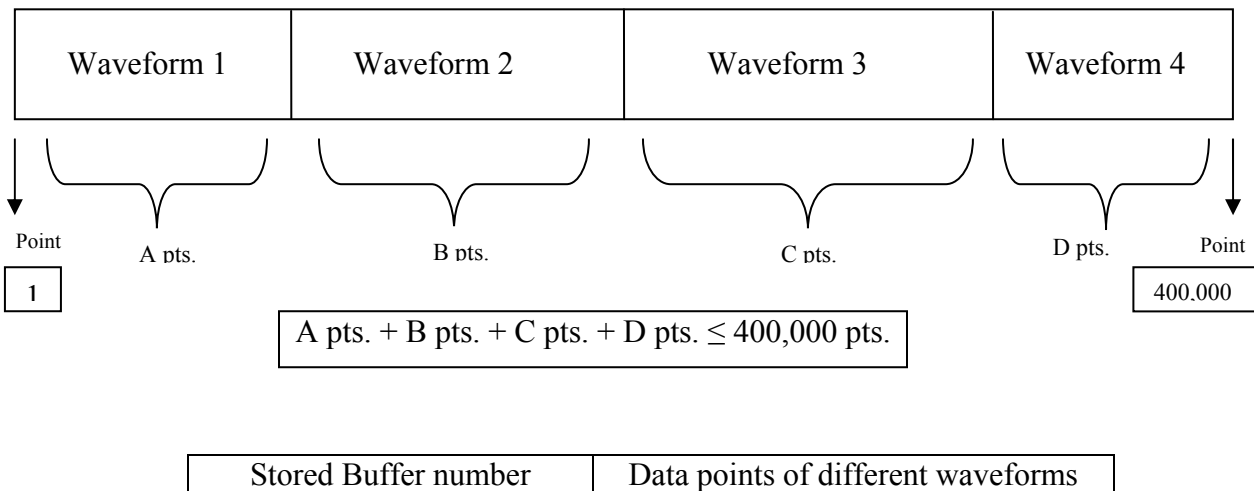 Waveform 1 Waveform 2 Waveform 3 Waveform 4
Point A pts. B pts. C pts. D pts. Point
1 400,000
A pts. + B pts. + C pts. + D pts. ≤ 400,000 pts.
Stored Buffer number Data points of different waveforms